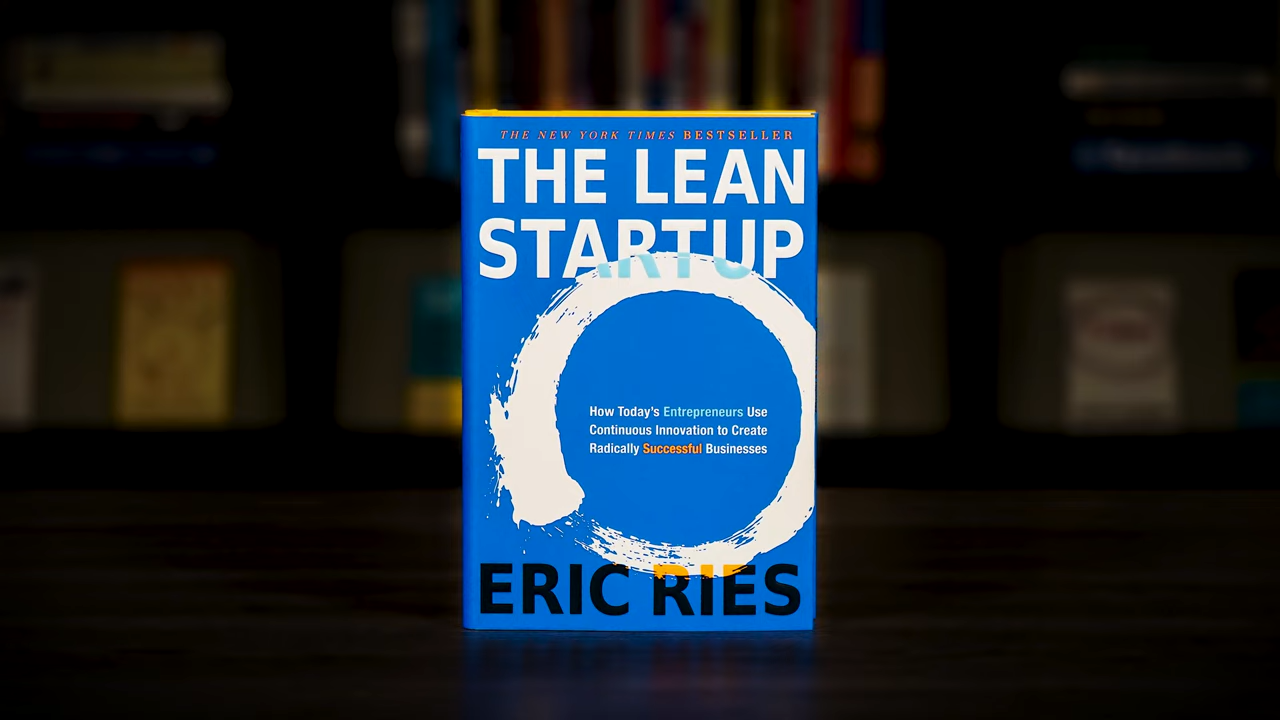 THE NEW YORK TIMES BESTSELLER
THE LEAN
STARTUP
How Today's Entrepreneurs Use
Continuous Innovation to Create
Radically Successful Businesses
ERIC RIES